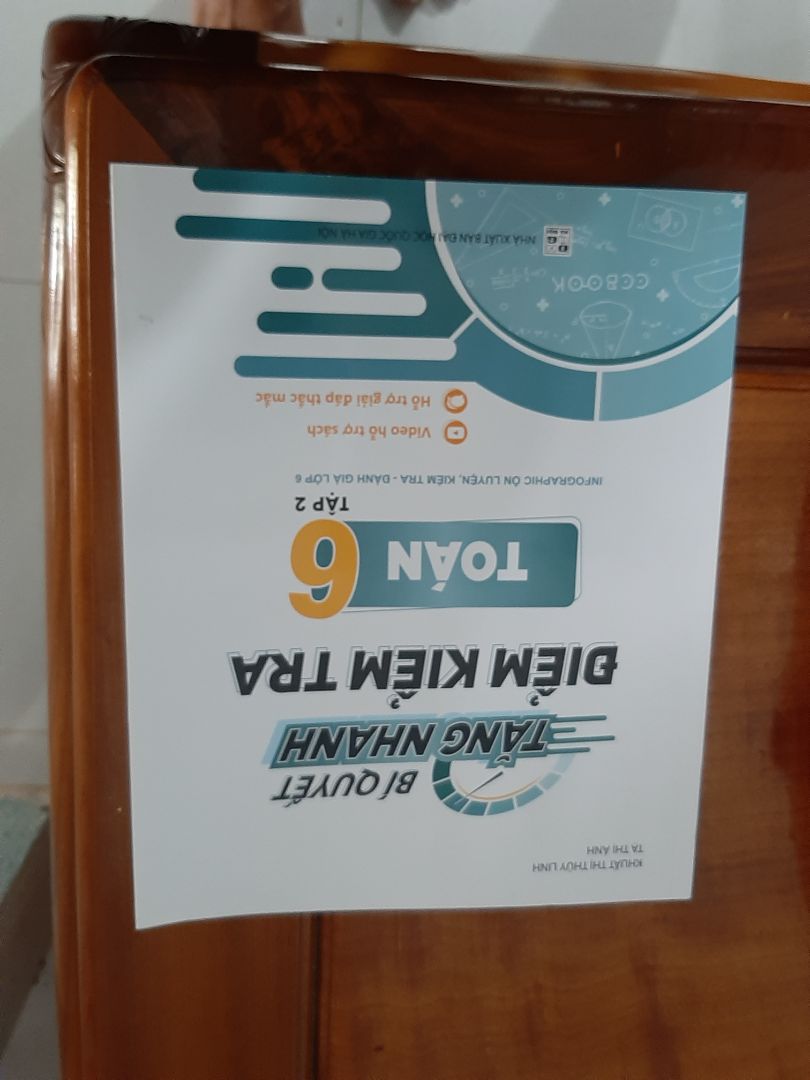 KHUẤT THỊ THÙY LINH
TẠ THỊ ÁNH
BÍ QUYẾT
TĂNG NHANH
ĐIỂM KIỂM TRA
TOÁN 6
TẬP 2
INFOGRAPHIC ÔN LUYỆN, KIỂM TRA - ĐÁNH GIÁ LỚP 6
Video hỗ trợ sách
Hỗ trợ giải đáp thắc mắc
CCBOOK
NHÀ XUẤT BẢN ĐẠI HỌC QUỐC GIA HÀ NỘI